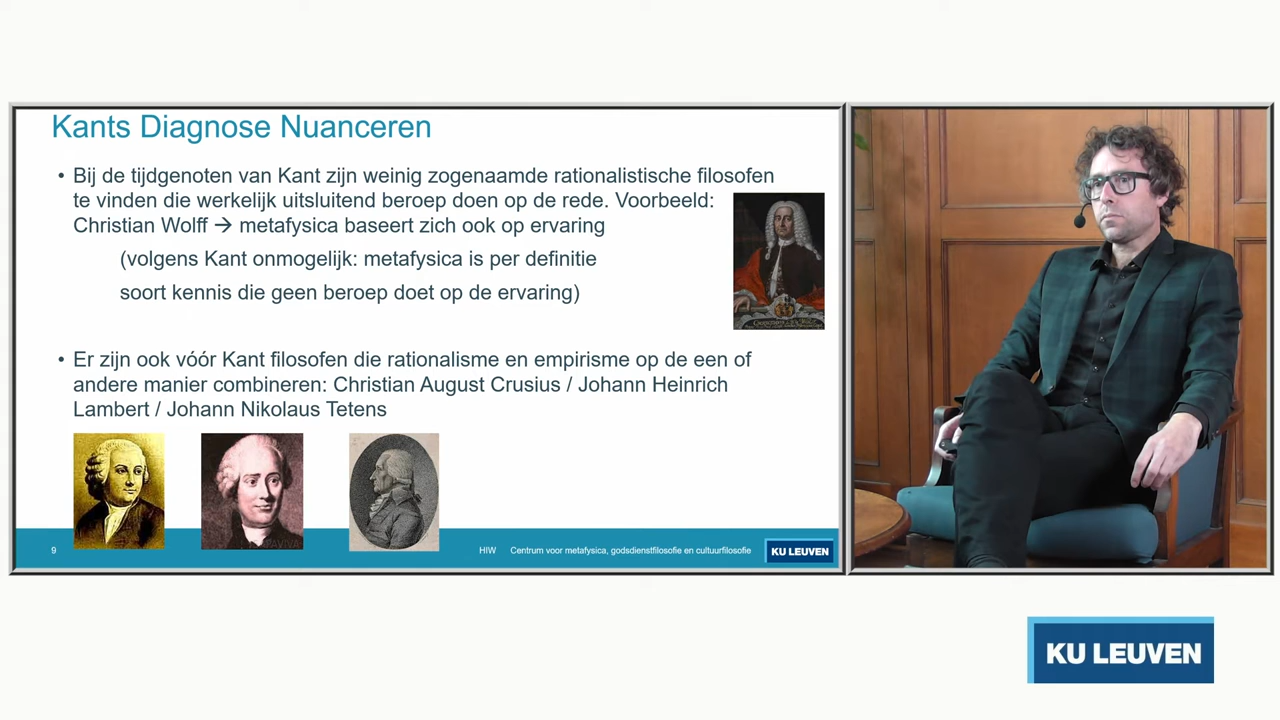 Kants Diagnose Nuanceren
• Bij de tijdgenoten van Kant zijn weinig zogenaamde rationalistische filosofen
te vinden die werkelijk uitsluitend beroep doen op de rede. Voorbeeld:
Christian Wolff → metafysica baseert zich ook op ervaring
(volgens Kant onmogelijk: metafysica is per definitie
soort kennis die geen beroep doet op de ervaring)
• Er zijn ook vóór Kant filosofen die rationalisme en empirisme op de een of
andere manier combineren: Christian August Crusius / Johann Heinrich
Lambert / Johann Nikolaus Tetens
9
HIW Centrum voor metafysica, godsdienstfilosofie en cultuurfilosofie
KU LEUVEN
KU LEUVEN